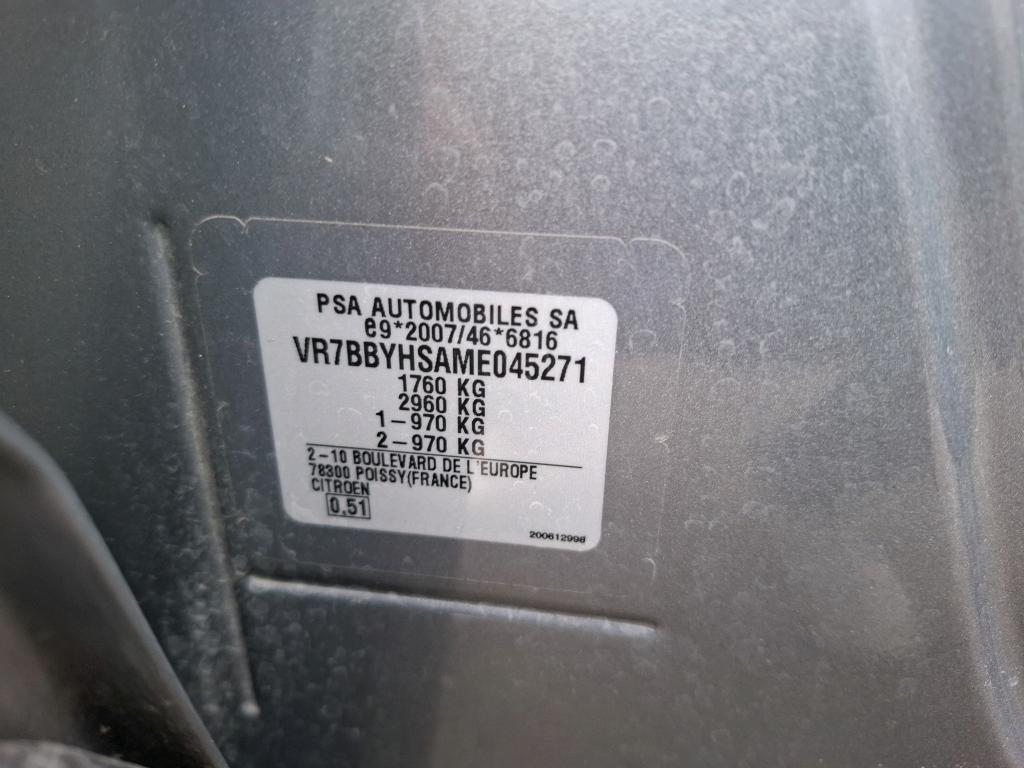 PSA AUTOMOBILES SA
e9*2007/46*6816
VR7BBYHSAME045271
1760 KG
2960 KG
1-970 KG
2-970 KG
2-10 BOULEVARD DE L'EUROPE
78300 POISSY(FRANCE)
CITROEN
0.51
200612998